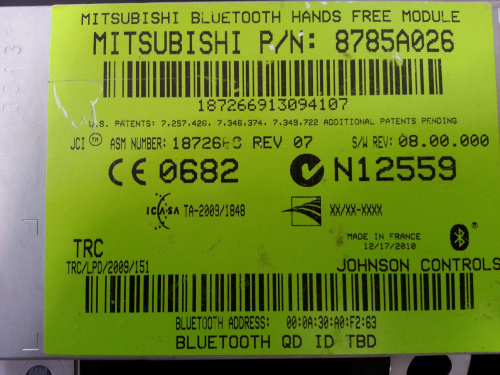 MITSUBISHI BLUETOOTH HANDS FREE MODULE
MITSUBISHI P/N: 8785A026
187266913094107
U.S. PATENTS: 7,257,426, 7,346,374, 7,349,722 ADDITIONAL PATENTS PENDING
JCI TM ASM NUMBER: REV 07 S/W REV: 08.00.000
CE 0682 N12559
ICASA TA-2009/1848 XX/XX-XXXX
MADE IN FRANCE
12/17/2010
TRC
TRC/LPD/2009/151
JOHNSON CONTROLS
BLUETOOTH ADDRESS: 00:0A:30:A0:F2:63
BLUETOOTH QD ID TBD